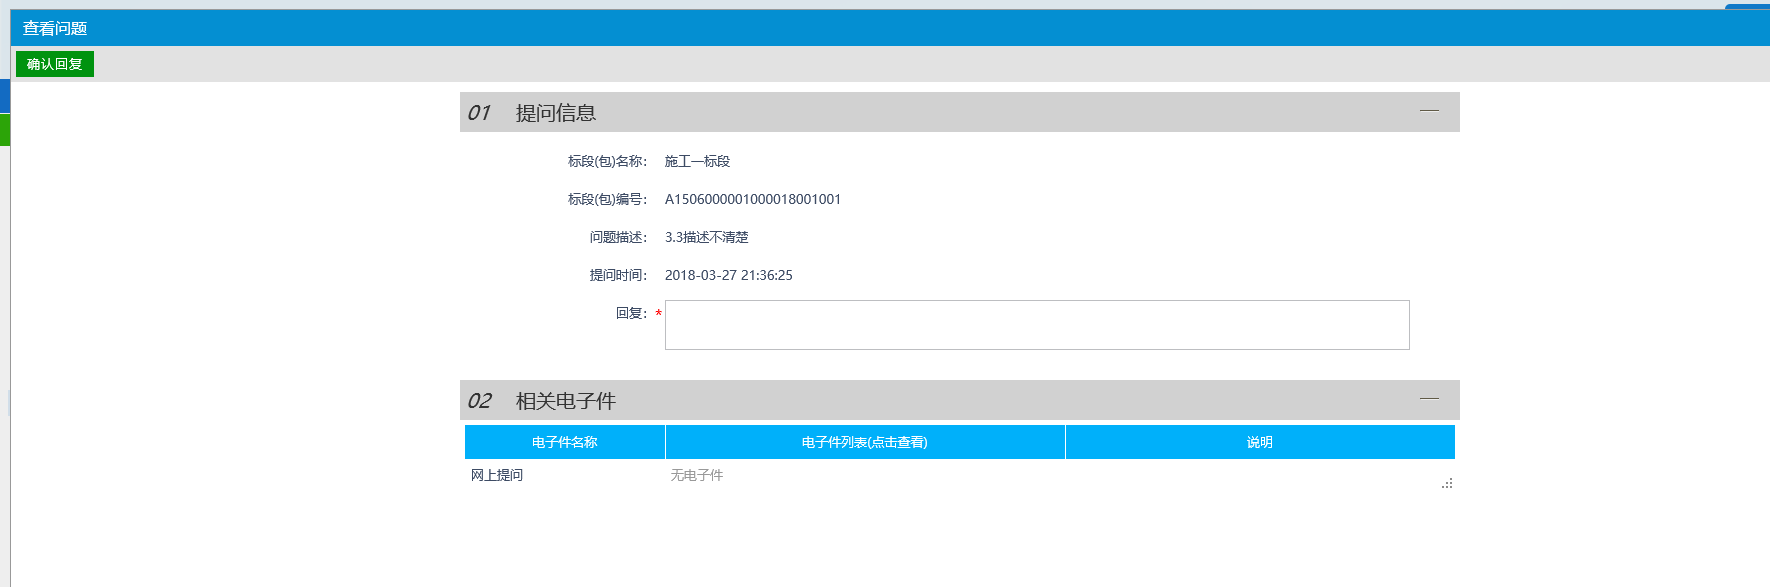 查看问题
确认回复
01 提问信息
标段(包)名称： 施工一标段
标段(包)编号： A1506000001000018001001
问题描述： 3.3描述不清楚
提问时间： 2018-03-27 21:36:25
回复： *
02 相关电子件
电子件名称 电子件列表(点击查看) 说明
网上提问 无电子件